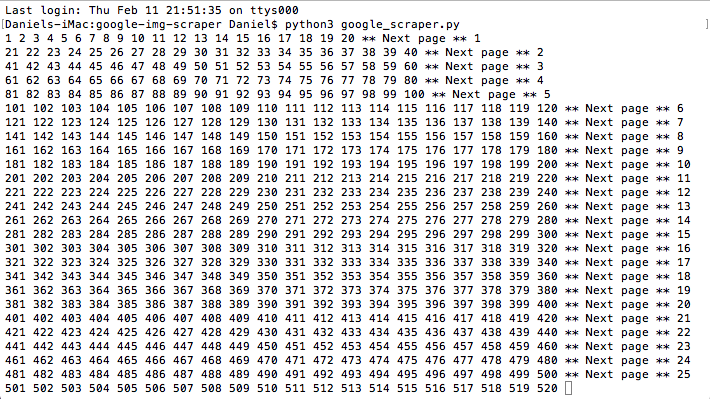 Last login: Thu Feb 11 21:51:35 on ttys000
[Daniels-iMac:google-img-scraper Daniel$ python3 google_scraper.py ]
1 2 3 4 5 6 7 8 9 10 11 12 13 14 15 16 17 18 19 20 ** Next page ** 1
21 22 23 24 25 26 27 28 29 30 31 32 33 34 35 36 37 38 39 40 ** Next page ** 2
41 42 43 44 45 46 47 48 49 50 51 52 53 54 55 56 57 58 59 60 ** Next page ** 3
61 62 63 64 65 66 67 68 69 70 71 72 73 74 75 76 77 78 79 80 ** Next page ** 4
81 82 83 84 85 86 87 88 89 90 91 92 93 94 95 96 97 98 99 100 ** Next page ** 5
101 102 103 104 105 106 107 108 109 110 111 112 113 114 115 116 117 118 119 120 ** Next page ** 6
121 122 123 124 125 126 127 128 129 130 131 132 133 134 135 136 137 138 139 140 ** Next page ** 7
141 142 143 144 145 146 147 148 149 150 151 152 153 154 155 156 157 158 159 160 ** Next page ** 8
161 162 163 164 165 166 167 168 169 170 171 172 173 174 175 176 177 178 179 180 ** Next page ** 9
181 182 183 184 185 186 187 188 189 190 191 192 193 194 195 196 197 198 199 200 ** Next page ** 10
201 202 203 204 205 206 207 208 209 210 211 212 213 214 215 216 217 218 219 220 ** Next page ** 11
221 222 223 224 225 226 227 228 229 230 231 232 233 234 235 236 237 238 239 240 ** Next page ** 12
241 242 243 244 245 246 247 248 249 250 251 252 253 254 255 256 257 258 259 260 ** Next page ** 13
261 262 263 264 265 266 267 268 269 270 271 272 273 274 275 276 277 278 279 280 ** Next page ** 14
281 282 283 284 285 286 287 288 289 290 291 292 293 294 295 296 297 298 299 300 ** Next page ** 15
301 302 303 304 305 306 307 308 309 310 311 312 313 314 315 316 317 318 319 320 ** Next page ** 16
321 322 323 324 325 326 327 328 329 330 331 332 333 334 335 336 337 338 339 340 ** Next page ** 17
341 342 343 344 345 346 347 348 349 350 351 352 353 354 355 356 357 358 359 360 ** Next page ** 18
361 362 363 364 365 366 367 368 369 370 371 372 373 374 375 376 377 378 379 380 ** Next page ** 19
381 382 383 384 385 386 387 388 389 390 391 392 393 394 395 396 397 398 399 400 ** Next page ** 20
401 402 403 404 405 406 407 408 409 410 411 412 413 414 415 416 417 418 419 420 ** Next page ** 21
421 422 423 424 425 426 427 428 429 430 431 432 433 434 435 436 437 438 439 440 ** Next page ** 22
441 442 443 444 445 446 447 448 449 450 451 452 453 454 455 456 457 458 459 460 ** Next page ** 23
461 462 463 464 465 466 467 468 469 470 471 472 473 474 475 476 477 478 479 480 ** Next page ** 24
481 482 483 484 485 486 487 488 489 490 491 492 493 494 495 496 497 498 499 500 ** Next page ** 25
501 502 503 504 505 506 507 508 509 510 511 512 513 514 515 516 517 518 519 520